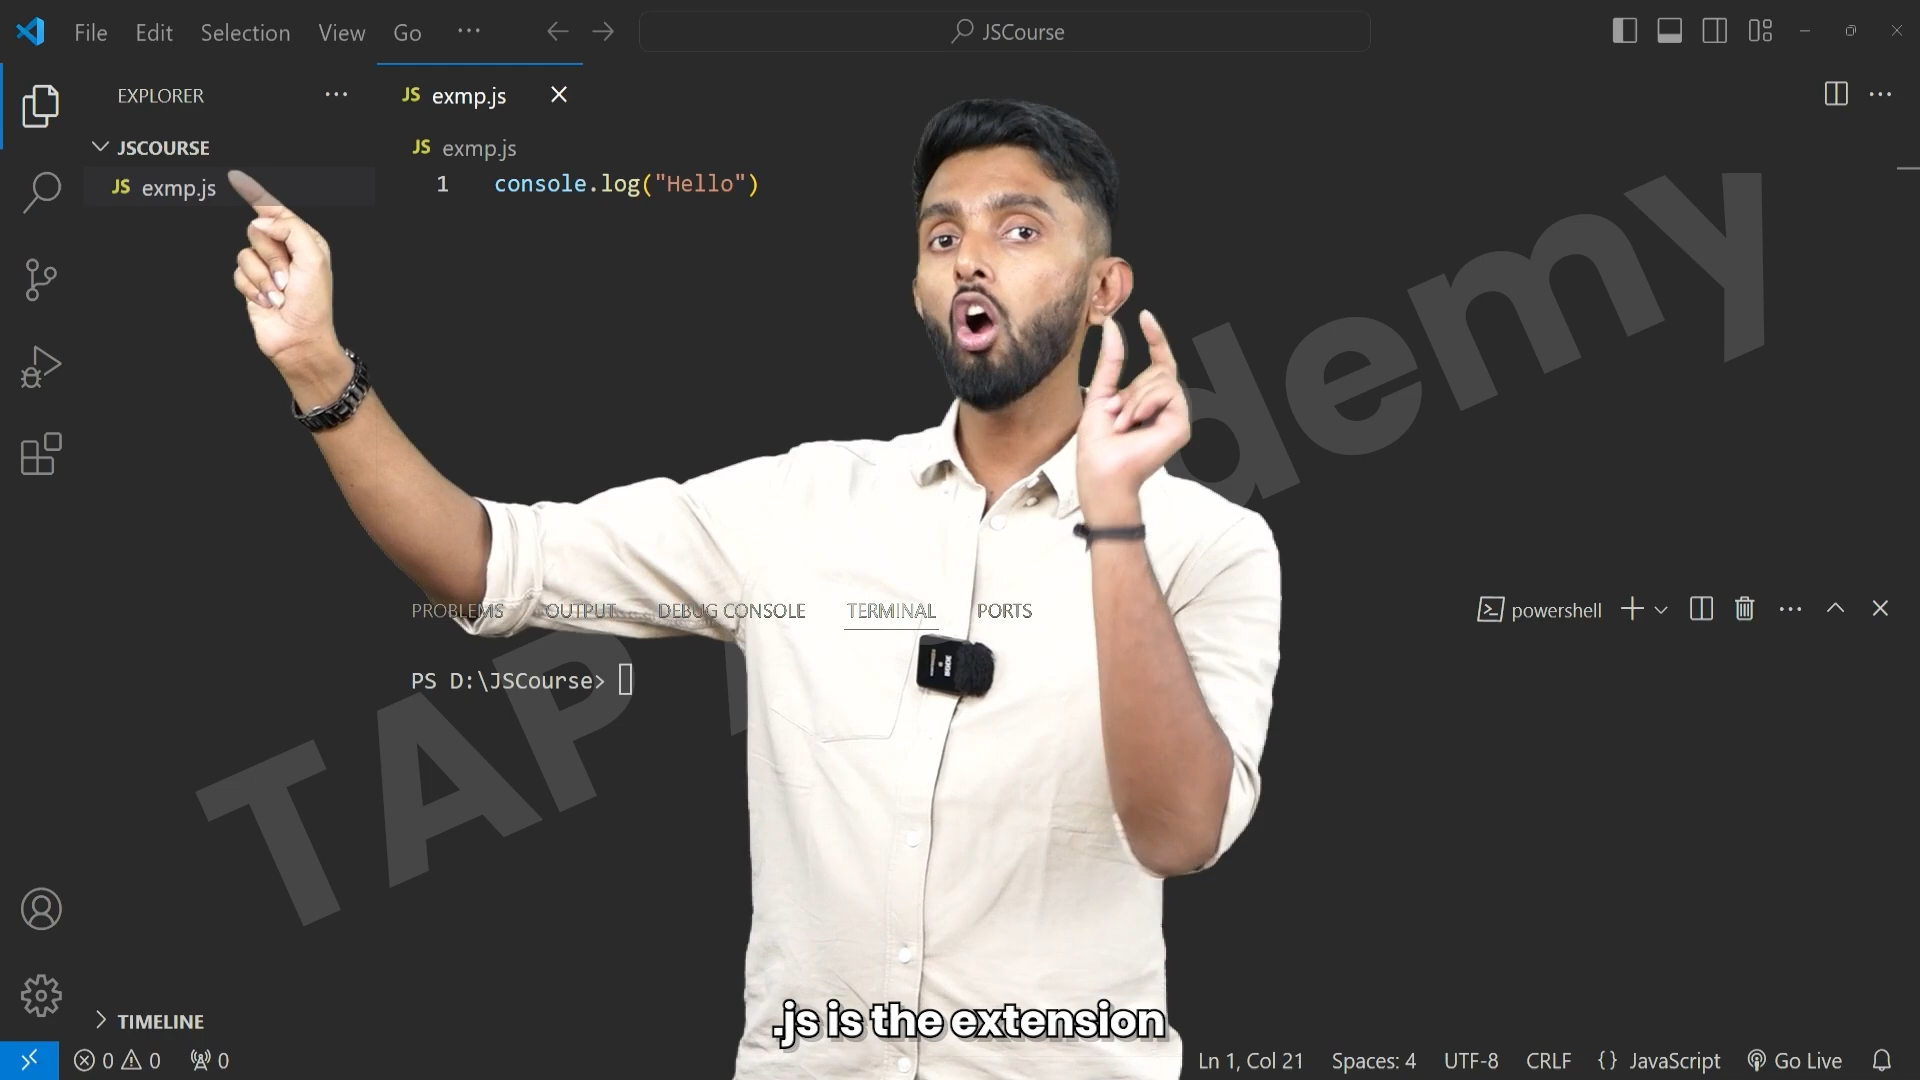 File Edit Selection View Go ... JSCourse
EXPLORER ...
JS exmp.js
JSCOURSE
JS exmp.js
JS exmp.js
1 console.log("Hello")
TAP
demy
PROBLEMS OUTPUT DEBUG CONSOLE TERMINAL PORTS
powershell
PS D:\JSCourse>
RODE
.js is the extension
TIMELINE
0 0 0
Ln 1, Col 21 Spaces: 4 UTF-8 CRLF {} JavaScript Go Live